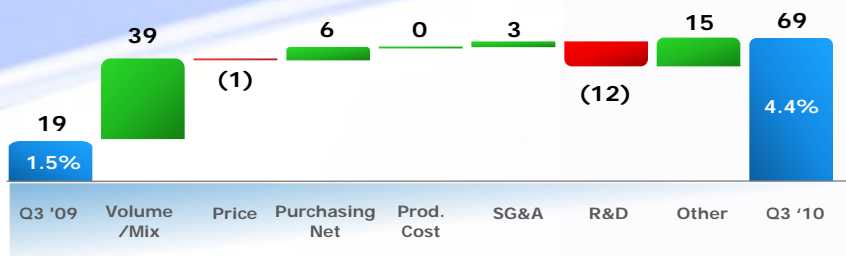 39
(1)
6
0
3
(12)
15
69
19
1.5%
4.4%
Q3 '09
Volume
/Mix
Price
Purchasing
Net
Prod.
Cost
SG&A
R&D
Other
Q3 ‘10